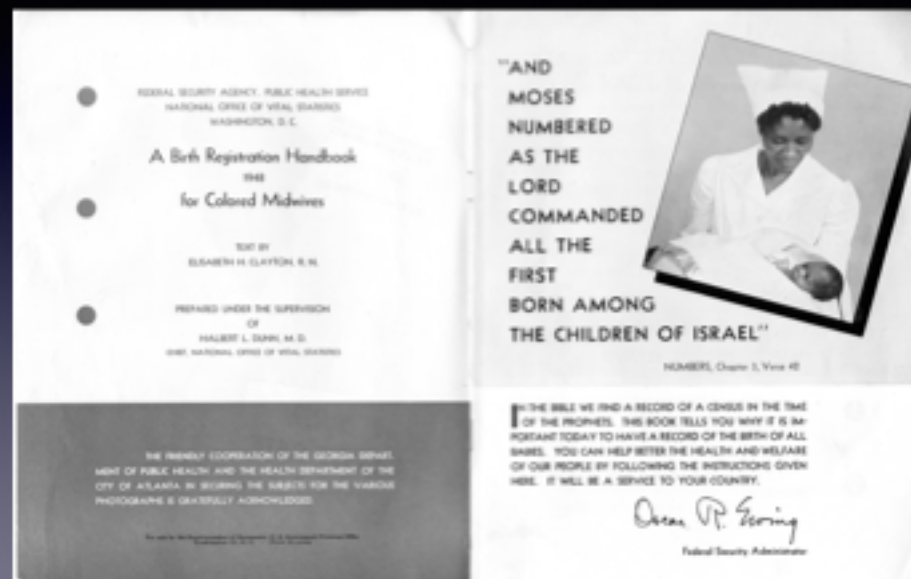 FEDERAL SECURITY AGENCY, PUBLIC HEALTH SERVICE
NATIONAL OFFICE OF VITAL STATISTICS
WASHINGTON, D. C.
A Birth Registration Handbook
1948
for Colored Midwives
TEXT BY
ELISABETH H. CLAYTON, R. N.
PREPARED UNDER THE SUPERVISION
OF
HALBERT L. DUNN, M. D.
CHIEF, NATIONAL OFFICE OF VITAL STATISTICS
THE FRIENDLY COOPERATION OF THE GEORGIA DEPART-
MENT OF PUBLIC HEALTH AND THE HEALTH DEPARTMENT OF THE
CITY OF ATLANTA IN SECURING THE SUBJECTS FOR THE VARIOUS
PHOTOGRAPHS IS GRATEFULLY ACKNOWLEDGED.
"AND
MOSES
NUMBERED
AS THE
LORD
COMMANDED
ALL THE
FIRST
BORN AMONG
THE CHILDREN OF ISRAEL"
NUMBERS, Chapter 3, Verse 42
IN THE BIBLE WE FIND A RECORD OF A CENSUS IN THE TIME
OF THE PROPHETS. THIS BOOK TELLS YOU WHY IT IS IM-
PORTANT TODAY TO HAVE A RECORD OF THE BIRTH OF ALL
BABIES. YOU CAN HELP BETTER THE HEALTH AND WELFARE
OF OUR PEOPLE BY FOLLOWING THE INSTRUCTIONS GIVEN
HERE. IT WILL BE A SERVICE TO YOUR COUNTRY.
Oscar R. Ewing
Federal Security Administrator